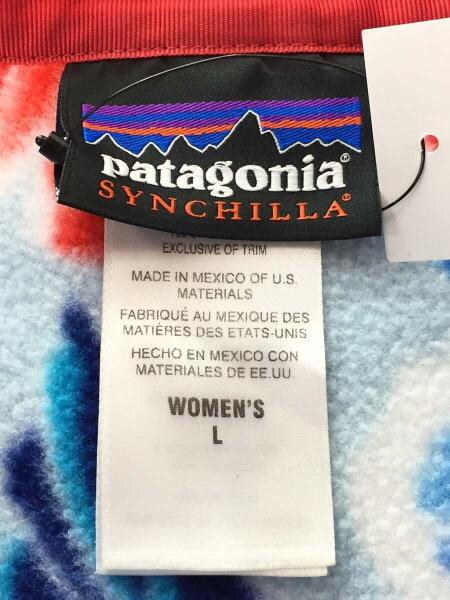 patagonia®
SYNCHILLA®
EXCLUSIVE OF TRIM
MADE IN MEXICO OF U.S.
MATERIALS
FABRIQUÉ AU MEXIQUE DES
MATIÈRES DES ETATS-UNIS
HECHO EN MEXICO CON
MATERIALES DE EE.UU.
WOMEN'S
L